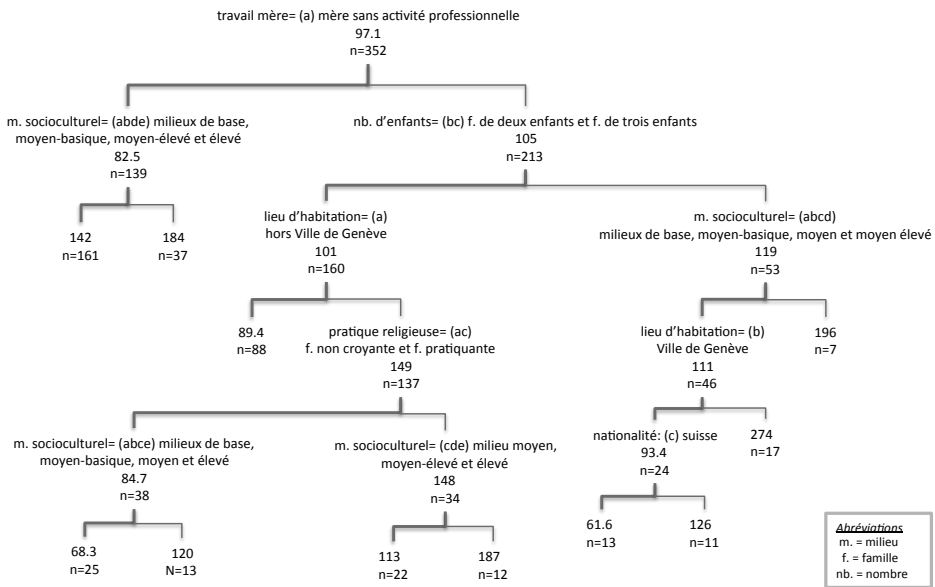 travail mère= (a) mère sans activité professionnelle
97.1
n=352
m. socioculturel= (abde) milieux de base,
moyen-basique, moyen-élevé et élevé
82.5
n=139
nb. d'enfants= (bc) f. de deux enfants et f. de trois enfants
105
n=213
142
n=161
184
n=37
lieu d'habitation= (a)
hors Ville de Genève
101
n=160
m. socioculturel= (abcd)
milieux de base, moyen-basique, moyen et moyen élevé
119
n=53
89.4
n=88
pratique religieuse= (ac)
f. non croyante et f. pratiquante
149
n=137
lieu d'habitation= (b)
Ville de Genève
111
n=46
196
n=7
m. socioculturel= (abce) milieux de base,
moyen-basique, moyen et élevé
84.7
n=38
m. socioculturel= (cde) milieu moyen,
moyen-élevé et élevé
148
n=34
nationalité: (c) suisse
93.4
n=24
274
n=17
68.3
n=25
120
N=13
113
n=22
187
n=12
61.6
n=13
126
n=11
Abréviations
m. = milieu
f. = famille
nb. = nombre